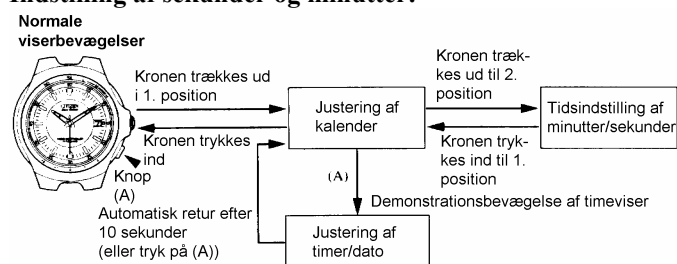 Indstilling af sekunder og minutter:
Normale
viserbevægelser
Kronen trækkes ud
i 1. position
Kronen trykkes
ind
Knop
(A)
Automatisk retur efter
10 sekunder
(eller tryk på (A))
Justering af
kalender
Kronen træk-
kes ud til 2.
position
Kronen tryk-
kes ind til 1.
position
Tidsindstilling af
minutter/sekunder
(A)
Demonstrationsbevægelse af timeviser
Justering af
timer/dato